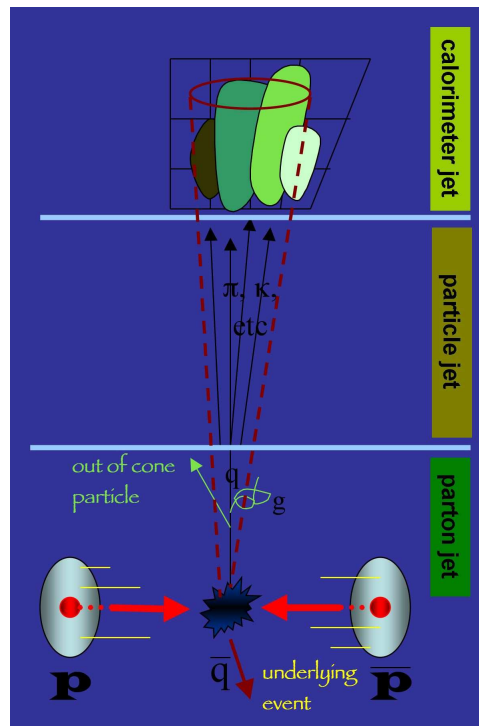 calorimeter jet
π, κ,
etc
particle jet
out of cone
particle
q
g
parton jet
p
q̅
p̅
underlying
event